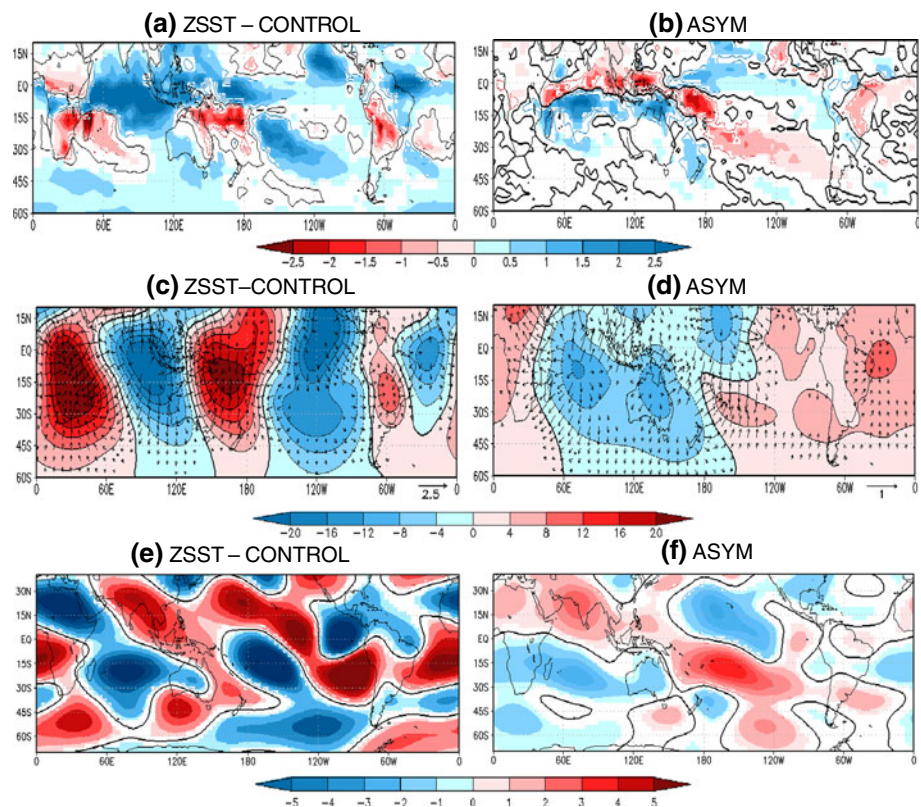 (a) ZSST – CONTROL
(b) ASYM
15N
EQ
15S
30S
45S
60S
0 60E 120E 180 120W 60W 0
15N
EQ
15S
30S
45S
60S
0 60E 120E 180 120W 60W 0
-2.5 -2 -1.5 -1 -0.5 0 0.5 1 1.5 2 2.5
(c) ZSST–CONTROL
(d) ASYM
15N
EQ
15S
30S
45S
60S
0 60E 120E 180 120W 60W 0
2.5
15N
EQ
15S
30S
45S
60S
0 60E 120E 180 120W 60W 0
1
-20 -16 -12 -8 -4 0 4 8 12 16 20
(e) ZSST – CONTROL
(f) ASYM
30N
15N
EQ
15S
30S
45S
60S
0 60E 120E 180 120W 60W 0
30N
15N
EQ
15S
30S
45S
60S
0 60E 120E 180 120W 60W 0
-5 -4 -3 -2 -1 0 1 2 3 4 5